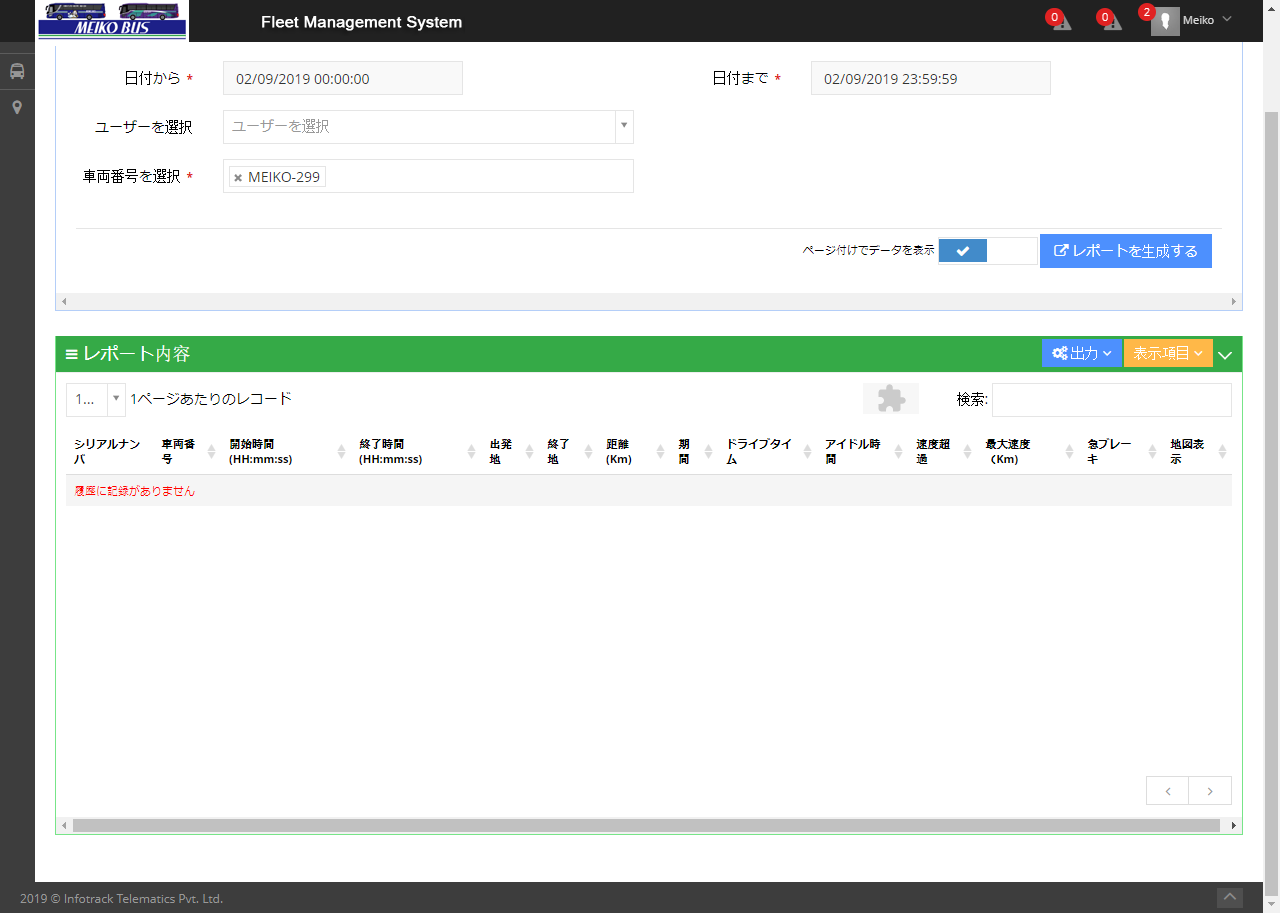 MEIKO BUS
Fleet Management System
0
0
2
Meiko
日付から *
02/09/2019 00:00:00
日付まで *
02/09/2019 23:59:59
ユーザーを選択
ユーザーを選択
車両番号を選択 *
× MEIKO-299
ページ付けでデータを表示
レポートを生成する
レポート内容
出力
表示項目
1...
1ページあたりのレコード
検索:
シリアルナンバ
車両番号
開始時間 (HH:mm:ss)
終了時間 (HH:mm:ss)
出発地
終了地
距離 (Km)
期間
ドライブタイム
アイドル時間
速度超過
最大速度 (Km)
急ブレーキ
地図表示
履歴に記録がありません
2019 © Infotrack Telematics Pvt. Ltd.